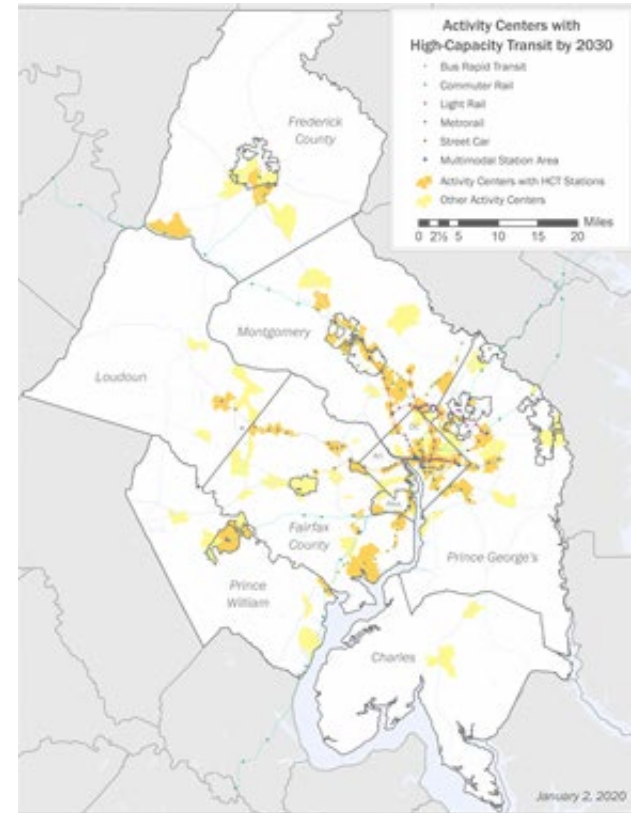 Activity Centers with
High-Capacity Transit by 2030
Bus Rapid Transit
Commuter Rail
Light Rail
Metrorail
Street Car
Multimodal Station Area
Activity Centers with HCT Stations
Other Activity Centers
Miles
0 2½ 5 10 15 20
Frederick
County
Montgomery
Loudoun
Fairfax
County
Prince George's
Prince
William
Charles
January 2, 2020